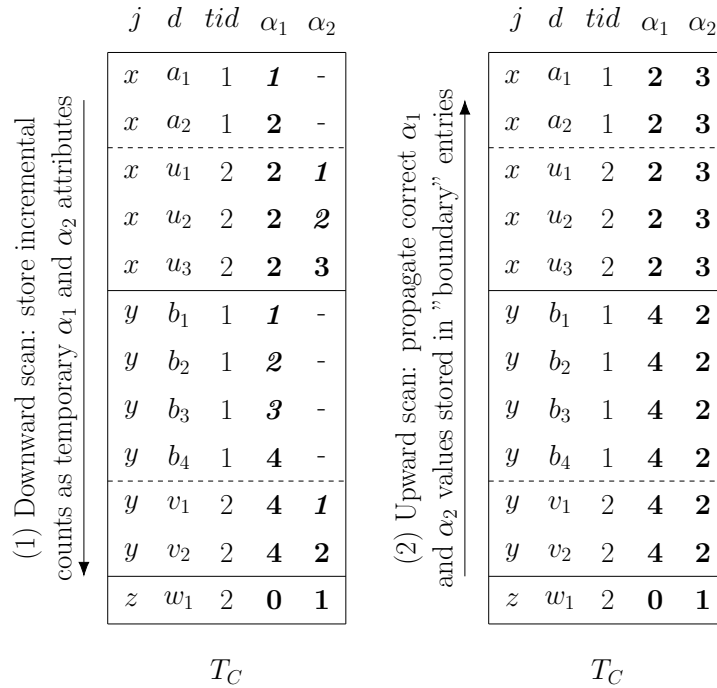 (1) Downward scan: store incremental
counts as temporary α₁ and α₂ attributes
j d tid α₁ α₂
x a₁ 1 1 -
x a₂ 1 2 -
x u₁ 2 2 1
x u₂ 2 2 2
x u₃ 2 2 3
y b₁ 1 1 -
y b₂ 1 2 -
y b₃ 1 3 -
y b₄ 1 4 -
y v₁ 2 4 1
y v₂ 2 4 2
z w₁ 2 0 1
T_C
(2) Upward scan: propagate correct α₁
and α₂ values stored in ”boundary” entries
j d tid α₁ α₂
x a₁ 1 2 3
x a₂ 1 2 3
x u₁ 2 2 3
x u₂ 2 2 3
x u₃ 2 2 3
y b₁ 1 4 2
y b₂ 1 4 2
y b₃ 1 4 2
y b₄ 1 4 2
y v₁ 2 4 2
y v₂ 2 4 2
z w₁ 2 0 1
T_C